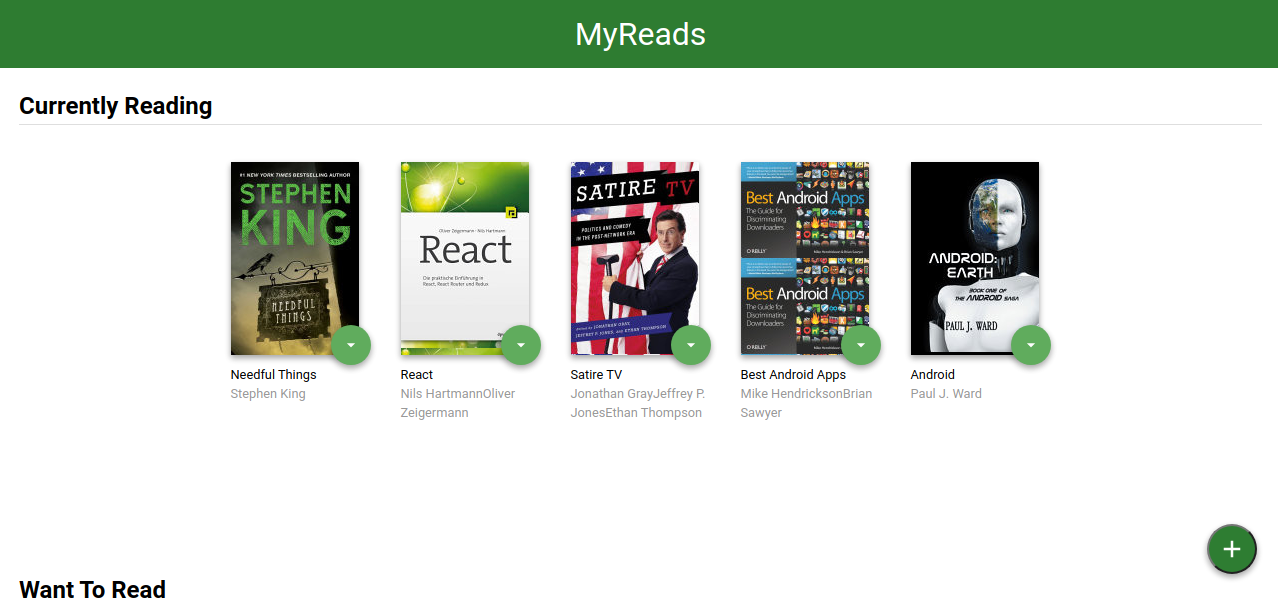 MyReads
Currently Reading
#1 NEW YORK TIMES BESTSELLING AUTHOR
STEPHEN
KING
NEEDFUL
THINGS
Needful Things
Stephen King
Oliver Zeigermann · Nils Hartmann
React
Die praktische Einführung in
React, React Router und Redux
React
Nils HartmannOliver
Zeigermann
SATIRE TV
POLITICS AND COMEDY
IN THE POST-NETWORK ERA
Edited by JONATHAN GRAY,
JEFFREY P. JONES, and ETHAN THOMPSON
Satire TV
Jonathan GrayJeffrey P.
JonesEthan Thompson
Best Android Apps
The Guide for
Discriminating
Downloaders
O'REILLY
Mike Hendrickson & Brian Sawyer
Best Android Apps
The Guide for
Discriminating
Downloaders
O'REILLY
Best Android Apps
Mike HendricksonBrian
Sawyer
ANDROID:
EARTH
BOOK ONE OF
THE ANDROID SAGA
PAUL J. WARD
Android
Paul J. Ward
+
Want To Read